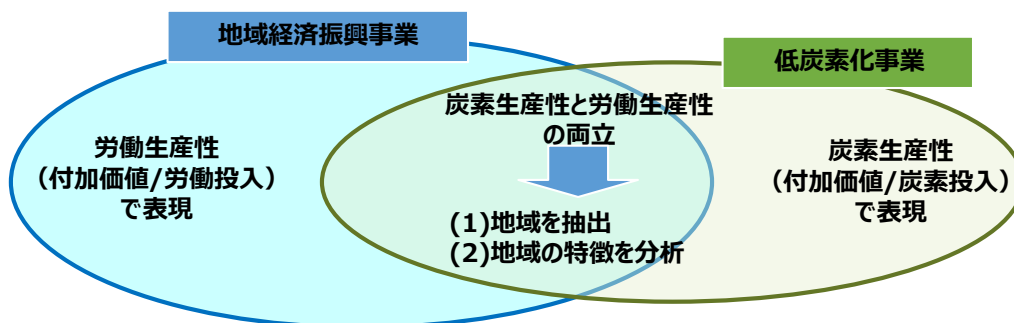 地域経済振興事業
低炭素化事業
労働生産性
（付加価値/労働投入）
で表現
炭素生産性と労働生産性
の両立
(1)地域を抽出
(2)地域の特徴を分析
炭素生産性
（付加価値/炭素投入）
で表現